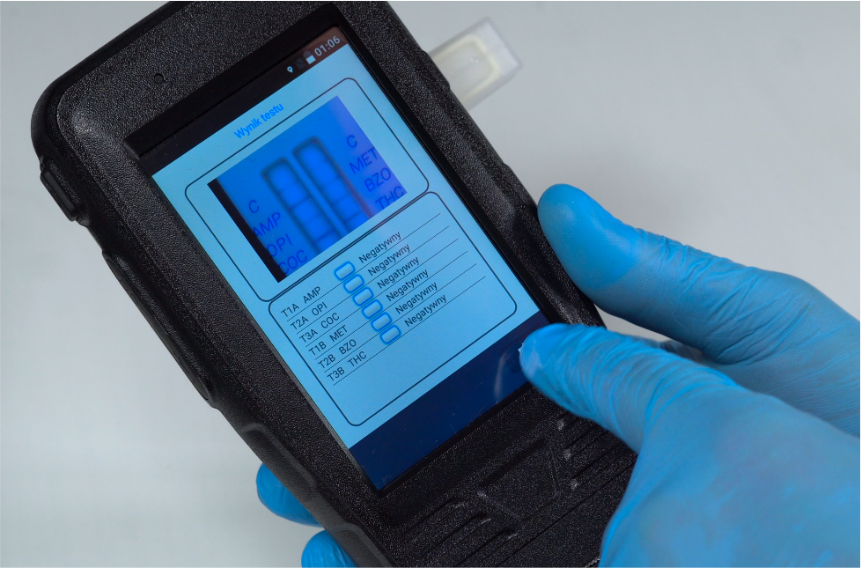 01:06
Wynik testu
C
AMP
OPI
COC
C
MET
BZO
THC
T1A AMP Negatywny
T2A OPI Negatywny
T3A COC Negatywny
T1B MET Negatywny
T2B BZO Negatywny
T3B THC